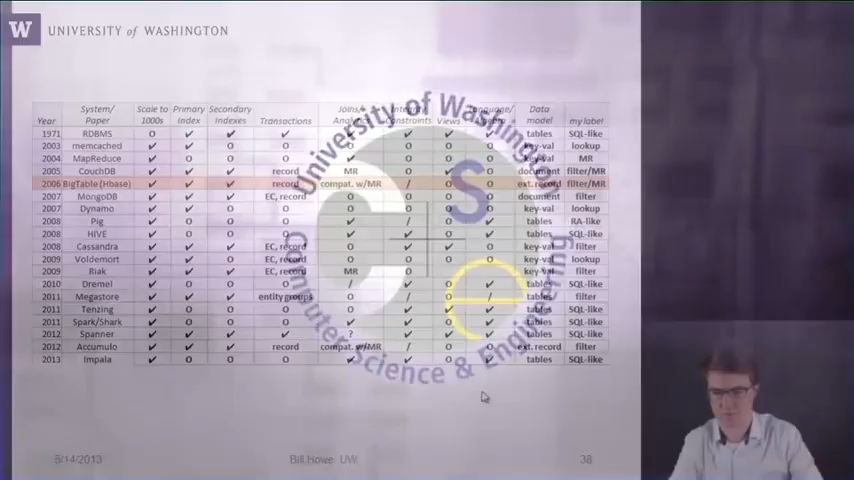 W UNIVERSITY of WASHINGTON
University of Washington
Computer Science & Engineering
CSe
Year System/Paper Scale to 1000s Primary Index Secondary Indexes Transactions Joins/Analytics Integrity Constraints Views Language/Algebra Data model my label
1971 RDBMS O ✔ ✔ ✔ ✔ ✔ ✔ tables SQL-like
2003 memcached ✔ ✔ O O O O O O key-val lookup
2004 MapReduce ✔ O O O ✔ O O O key-val MR
2005 CouchDB ✔ ✔ ✔ record MR O ✔ O document filter/MR
2006 BigTable(Hbase) ✔ ✔ ✔ record compat. w/MR / O O ext. record filter/MR
2007 MongoDB ✔ ✔ ✔ EC, record O O O O document filter
2007 Dynamo ✔ ✔ O O O O O O key-val lookup
2008 Pig ✔ O O O ✔ / O ✔ tables RA-like
2008 HIVE ✔ O O O ✔ ✔ O ✔ tables SQL-like
2008 Cassandra ✔ ✔ ✔ EC, record O ✔ ✔ O key-val filter
2009 Voldemort ✔ ✔ O EC, record O O O O key-val lookup
2009 Riak ✔ ✔ ✔ EC, record MR O key-val filter
2010 Dremel ✔ O O O / ✔ O ✔ tables SQL-like
2011 Megastore ✔ ✔ ✔ entity groups O / O / tables filter
2011 Tenzing ✔ O O O ✔ ✔ ✔ tables SQL-like
2011 Spark/Shark ✔ O O O ✔ ✔ O ✔ tables SQL-like
2012 Spanner ✔ ✔ ✔ ✔ ? ✔ ✔ ✔ tables SQL-like
2012 Accumulo ✔ ✔ ✔ record compat. w/MR / O O ext. record filter
2013 Impala ✔ O O O ✔ ✔ O ✔ tables SQL-like
8/14/2013 Bill Howe, UW 38